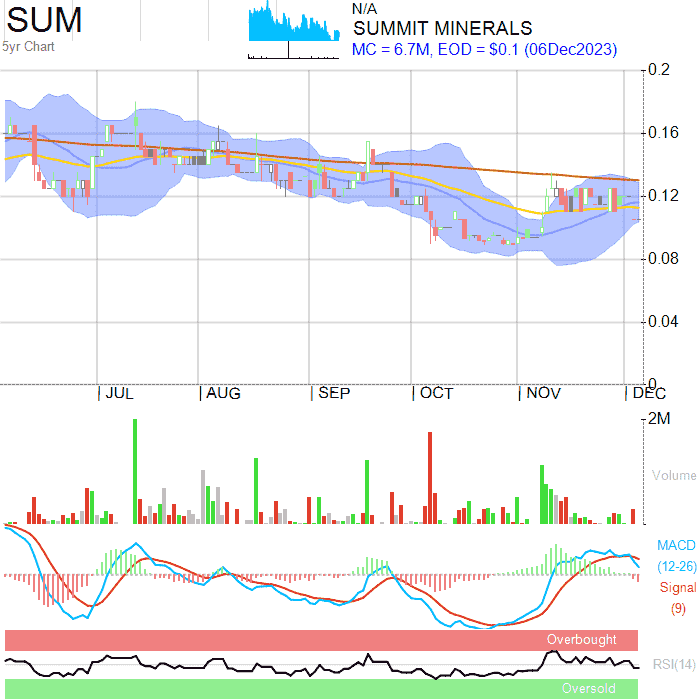 SUM
5yr Chart
N/A
SUMMIT MINERALS
MC = 6.7M, EOD = $0.1 (06Dec2023)
0.2
0.16
0.12
0.08
0.04
0
JUL AUG SEP OCT NOV DEC
2M
Volume
MACD
(12-26)
Signal
(9)
Overbought
RSI(14)
Oversold